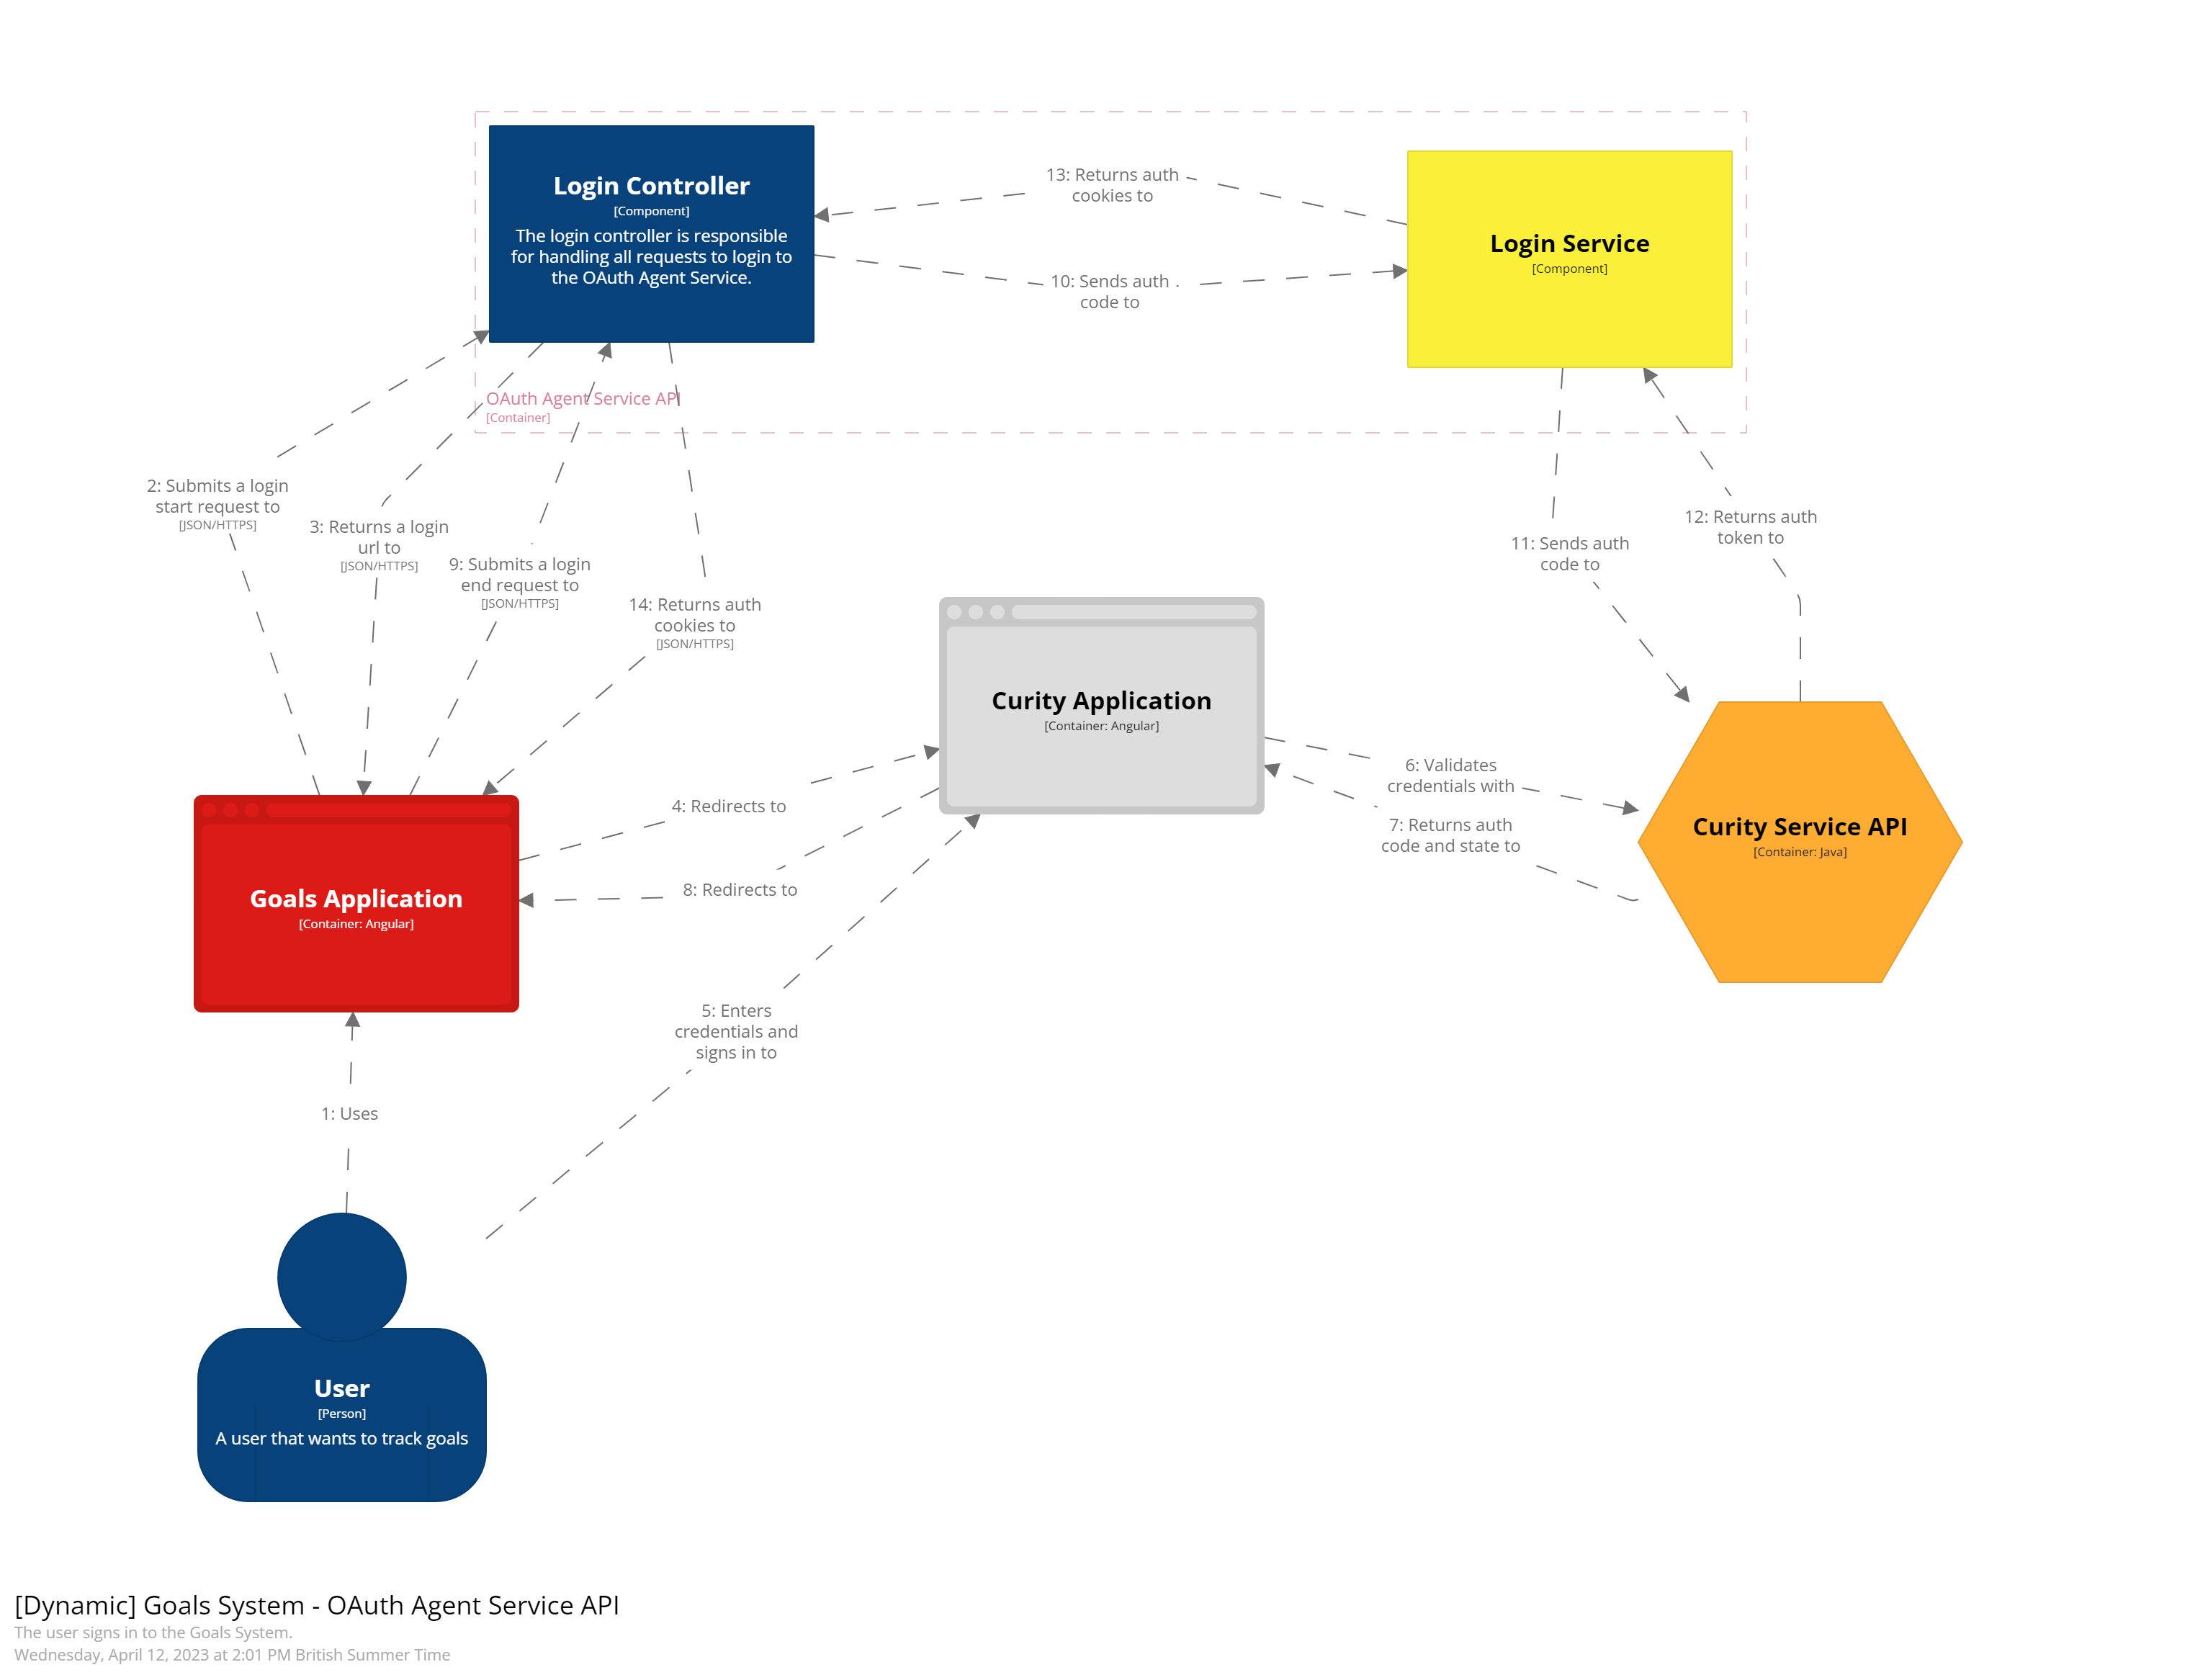 Login Controller
[Component]
The login controller is responsible
for handling all requests to login to
the OAuth Agent Service.
13: Returns auth
cookies to
10: Sends auth
code to
Login Service
[Component]
OAuth Agent Service API
[Container]
2: Submits a login
start request to
[JSON/HTTPS]
3: Returns a login
url to
[JSON/HTTPS]
9: Submits a login
end request to
[JSON/HTTPS]
14: Returns auth
cookies to
[JSON/HTTPS]
11: Sends auth
code to
12: Returns auth
token to
Curity Application
[Container: Angular]
6: Validates
credentials with
7: Returns auth
code and state to
Curity Service API
[Container: Java]
4: Redirects to
8: Redirects to
Goals Application
[Container: Angular]
5: Enters
credentials and
signs in to
1: Uses
User
[Person]
A user that wants to track goals
[Dynamic] Goals System - OAuth Agent Service API
The user signs in to the Goals System.
Wednesday, April 12, 2023 at 2:01 PM British Summer Time